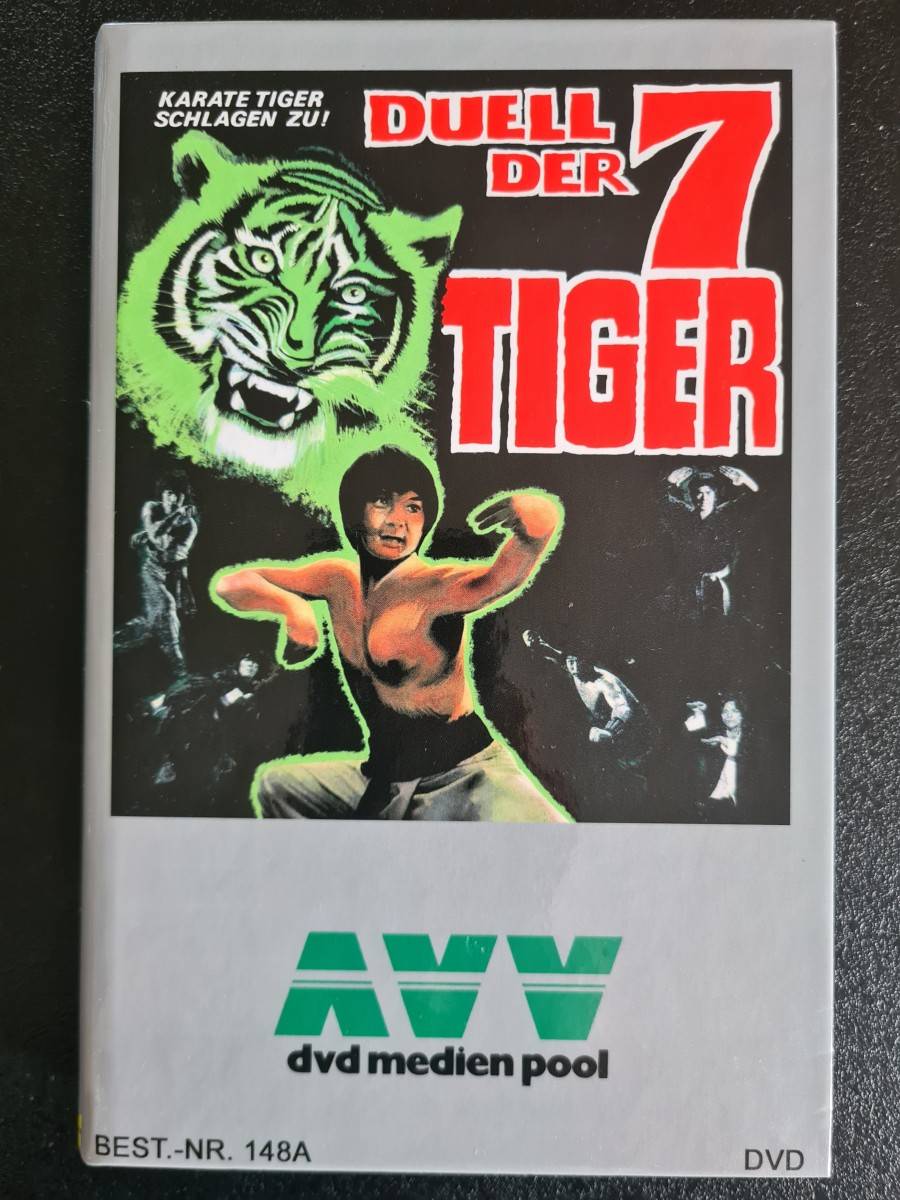 KARATE TIGER
SCHLAGEN ZU!
DUELL
DER 7
TIGER
AVV
dvd medien pool
BEST.-NR. 148A
DVD